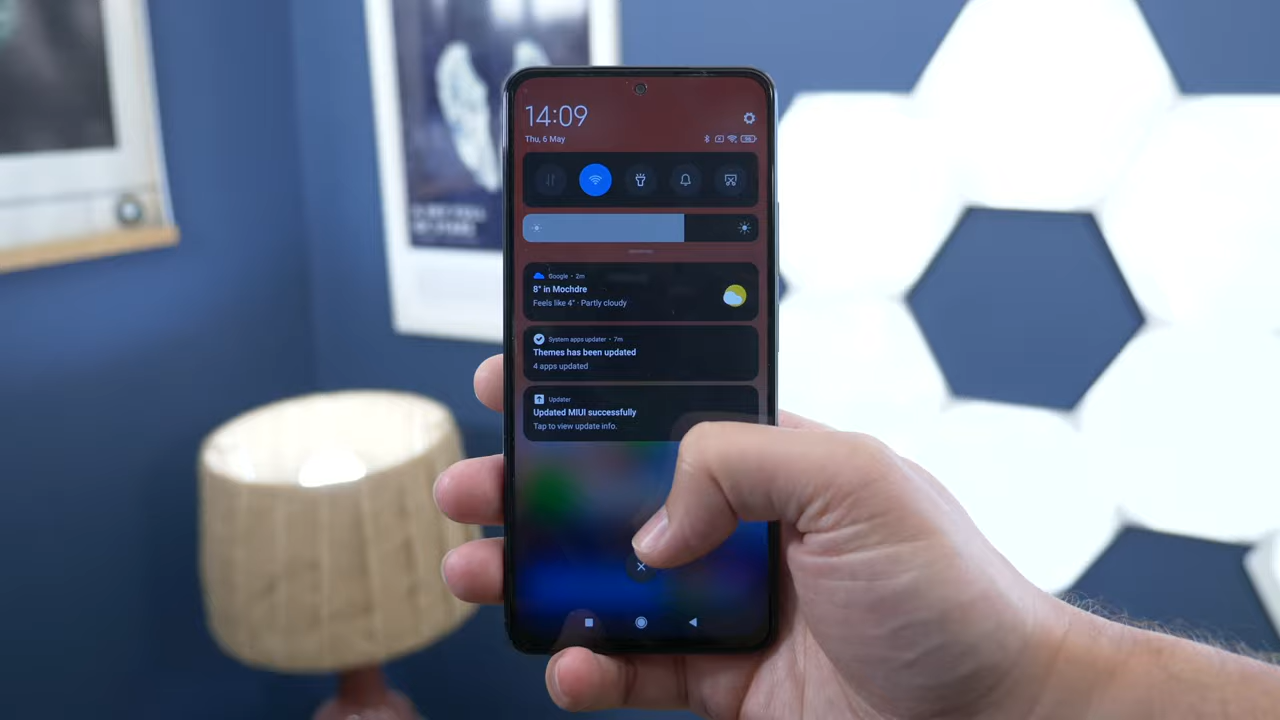 14:09
Thu, 6 May
Google • 2m
8° in Mochdre
Feels like 4° · Partly cloudy
System apps updater • 7m
Themes has been updated
4 apps updated
Updater
Updated MIUI successfully
Tap to view update info.